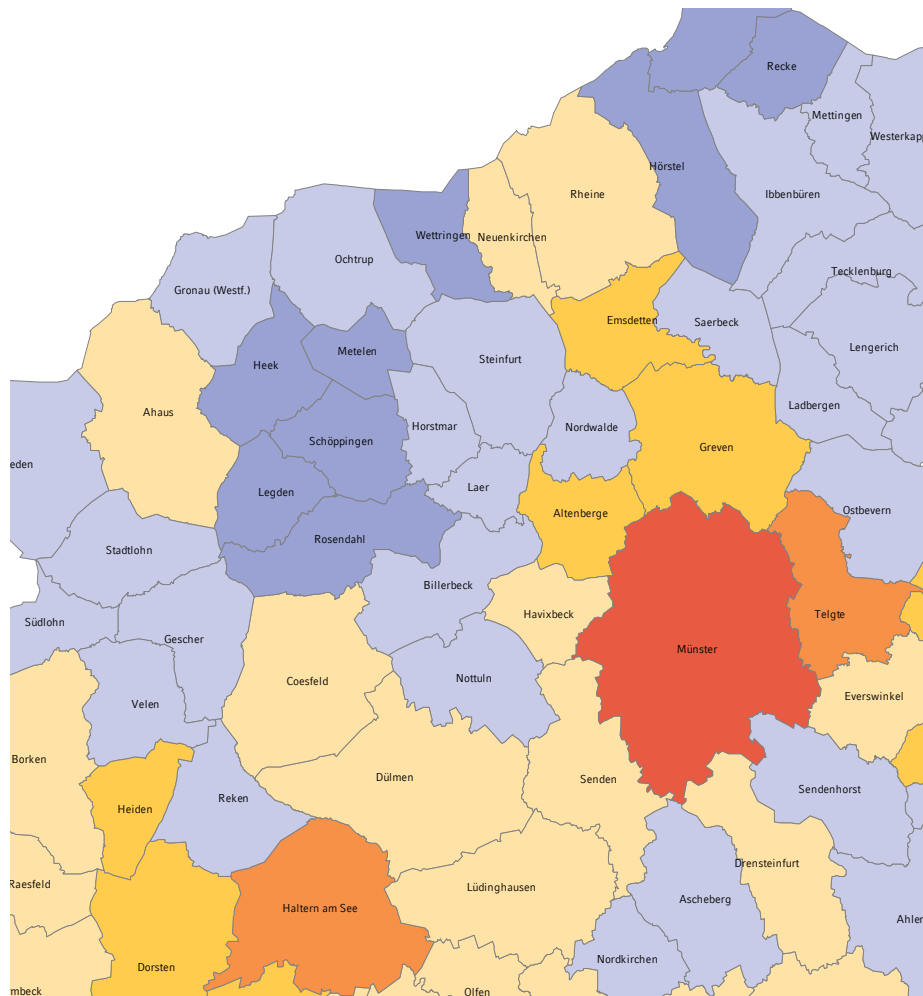 Recke
Mettingen
Westerkapp
Hörstel
Rheine
Ibbenbüren
Wettringen
Neuenkirchen
Ochtrup
Tecklenburg
Gronau (Westf.)
Emsdetten
Saerbeck
Lengerich
Metelen
Steinfurt
Heek
Ladbergen
Ahaus
Horstmar
Nordwalde
Schöppingen
Greven
eden
Laer
Legden
Altenberge
Ostbevern
Rosendahl
Stadtlohn
Billerbeck
Havixbeck
Telgte
Südlohn
Gescher
Münster
Nottuln
Coesfeld
Everswinkel
Velen
Borken
Dülmen
Senden
Sendenhorst
Reken
Heiden
Drensteinfurt
Raesfeld
Lüdinghausen
Ascheberg
Haltern am See
Ahlen
Nordkirchen
Dorsten
mbeck
Olfen